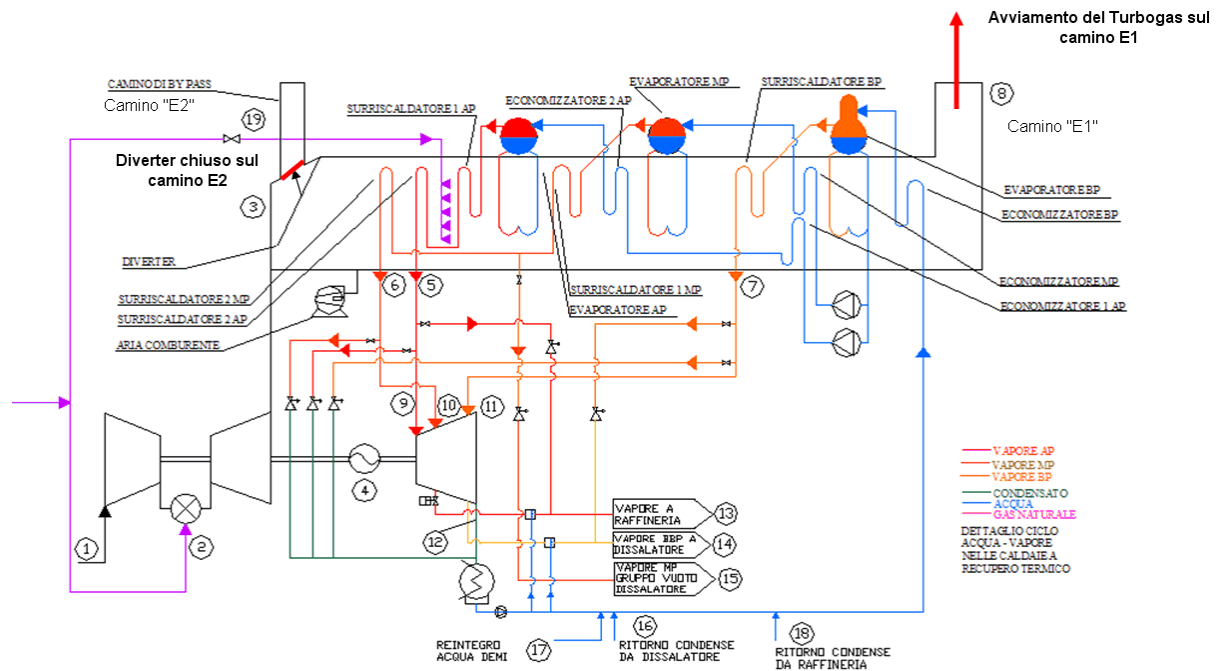 Avviamento del Turbogas sul
camino E1
CAMINO DI BY PASS
Camino "E2"
EVAPORATORE MP
SURRISCALDATORE BP
SURRISCALDATORE 1 AP
ECONOMIZZATORE 2 AP
8
19
Camino "E1"
Diverter chiuso sul
camino E2
3
EVAPORATORE BP
ECONOMIZZATORE BP
DIVERTER
6
5
7
SURRISCALDATORE 2 MP
SURRISCALDATORE 1 MP
ECONOMIZZATORE MP
SURRISCALDATORE 2 AP
EVAPORATORE AP
ECONOMIZZATORE 1 AP
ARIA COMBURENTE
9
10
11
4
VAPORE AP
VAPORE MP
VAPORE BP
CONDENSATO
ACQUA
GAS NATURALE
DETTAGLIO CICLO
ACQUA - VAPORE
NELLE CALDAIE A
RECUPERO TERMICO
1
2
12
VAPORE A
RAFFINERIA
13
VAPORE BBP A
DISSALATORE
14
VAPORE MP
GRUPPO VUOTO
DISSALATORE
15
REINTEGRO
ACQUA DEMI
17
16
RITORNO CONDENSE
DA DISSALATORE
18
RITORNO CONDENSE
DA RAFFINERIA